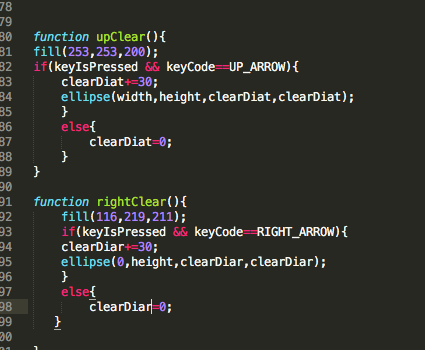 78
79
80 function upClear(){
81 fill(253,253,200);
82 if(keyIsPressed && keyCode==UP_ARROW){
83 clearDiat+=30;
84 ellipse(width,height,clearDiat,clearDiat);
85 }
86 else{
87 clearDiat=0;
88 }
89 }
90
91 function rightClear(){
92 fill(116,219,211);
93 if(keyIsPressed && keyCode==RIGHT_ARROW){
94 clearDiar+=30;
95 ellipse(0,height,clearDiar,clearDiar);
96 }
97 else{
98 clearDiar=0;
99 }
00
}